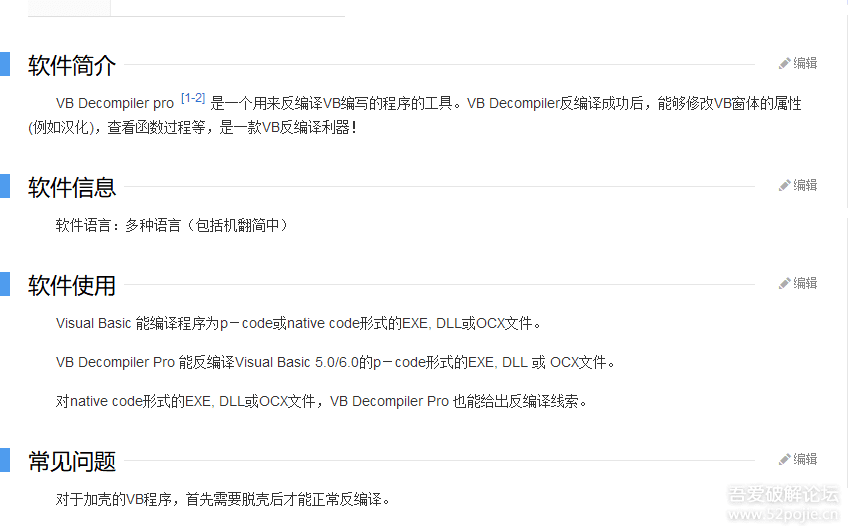 软件简介
编辑
VB Decompiler pro [1-2] 是一个用来反编译VB编写的程序的工具。VB Decompiler反编译成功后，能够修改VB窗体的属性
(例如汉化)，查看函数过程等，是一款VB反编译利器！
软件信息
编辑
软件语言：多种语言（包括机翻简中）
软件使用
编辑
Visual Basic 能编译程序为p－code或native code形式的EXE, DLL或OCX文件。
VB Decompiler Pro 能反编译Visual Basic 5.0/6.0的p－code形式的EXE, DLL 或 OCX文件。
对native code形式的EXE, DLL或OCX文件，VB Decompiler Pro 也能给出反编译线索。
常见问题
编辑
对于加壳的VB程序，首先需要脱壳后才能正常反编译。
吾爱破解论坛
www.52pojie.cn